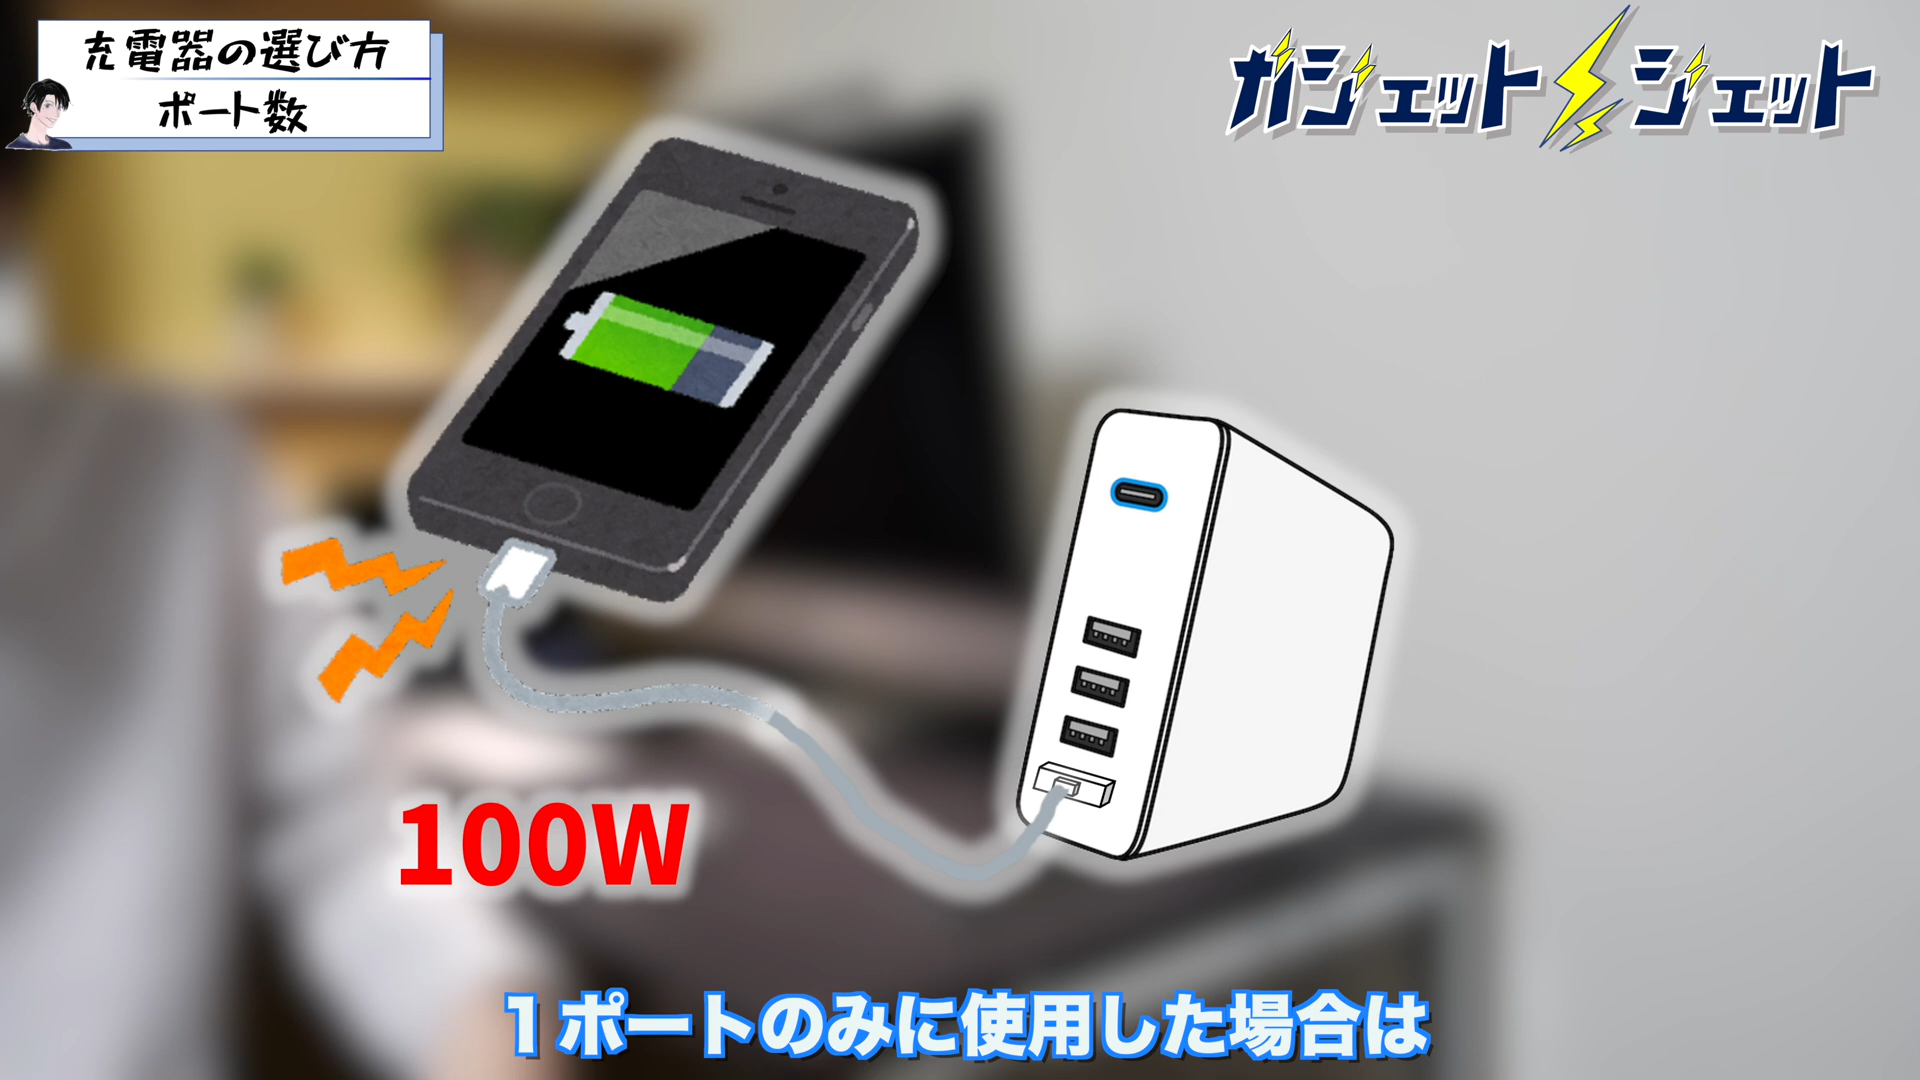 充電器の選び方
ポート数
ガジェットジェット
100W
1ポートのみに使用した場合は